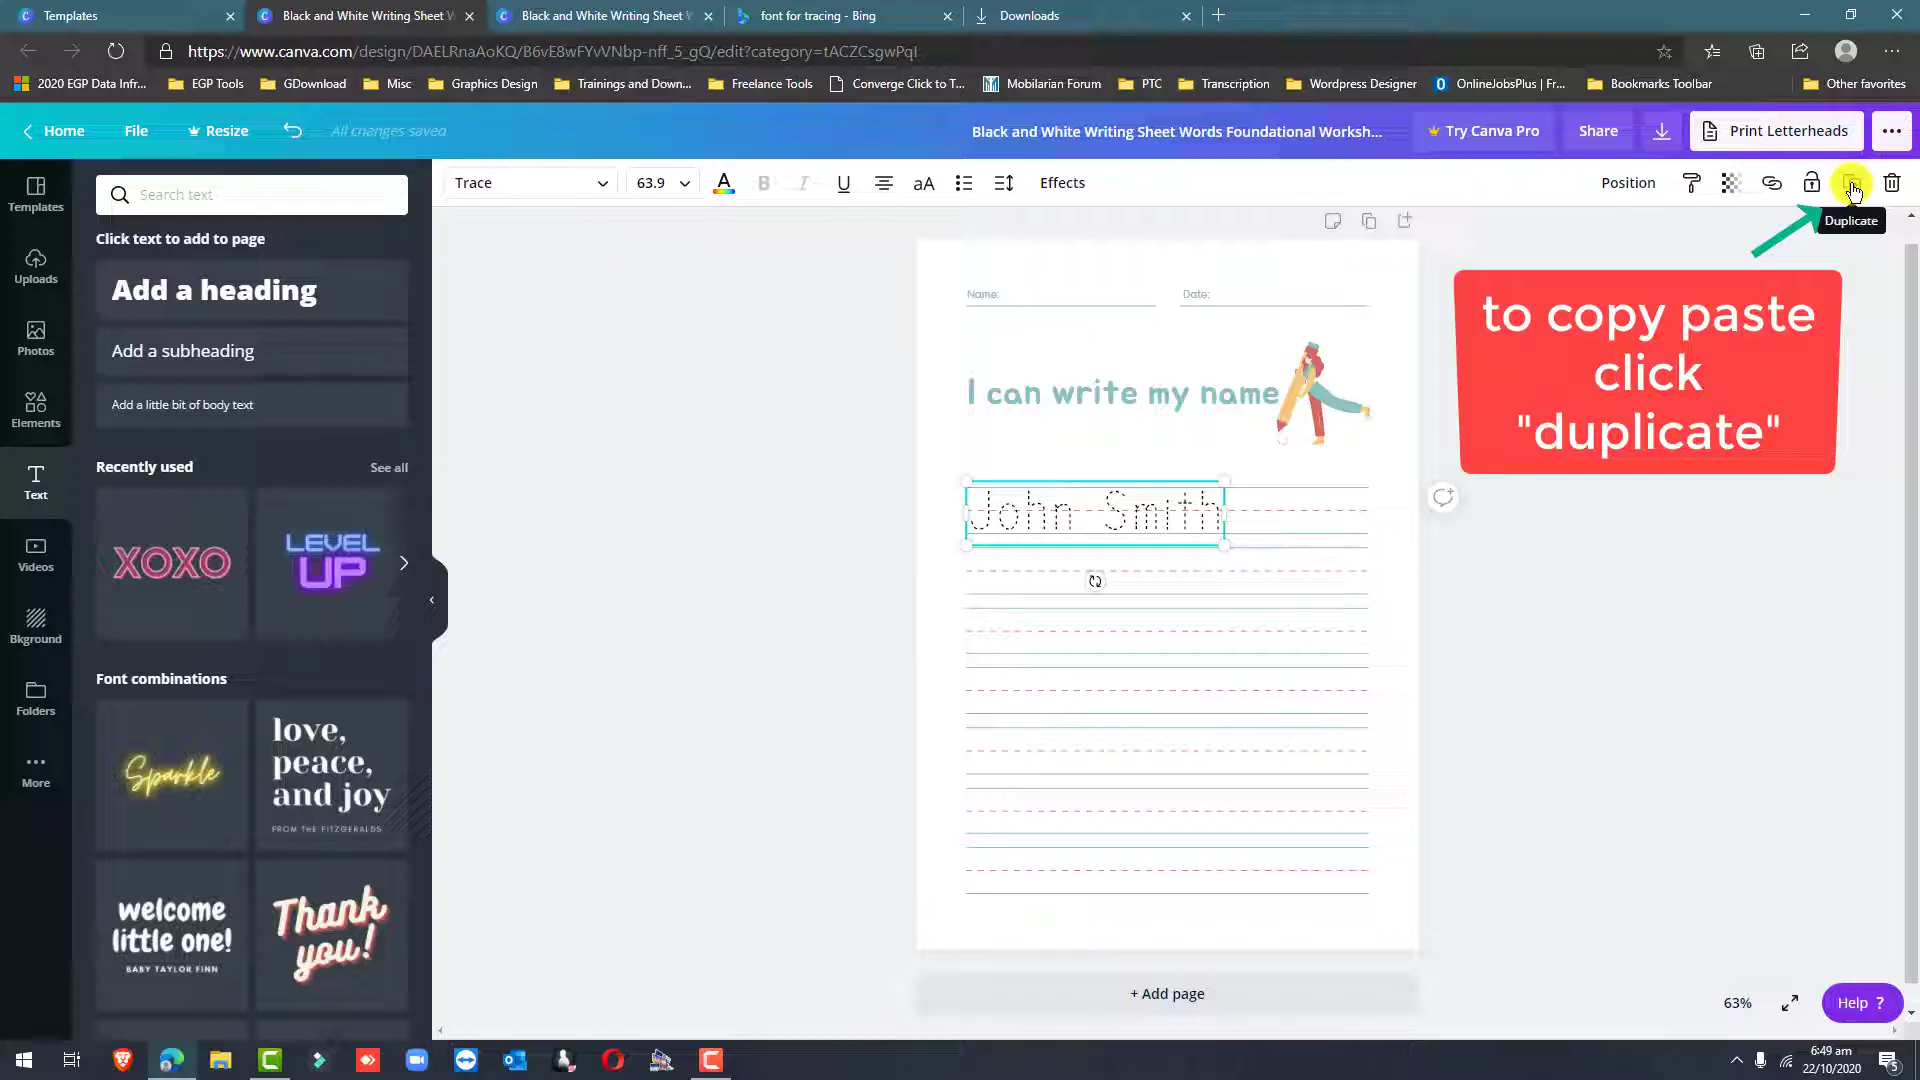 Templates
Black and White Writing Sheet W
Black and White Writing Sheet W
font for tracing - Bing
Downloads
https://www.canva.com/design/DAELRnaAoKQ/B6vE8wFYvVNbp-nff_5_gQ/edit?category=tACZCsgwPqI
2020 EGP Data Infr...
EGP Tools
GDownload
Misc
Graphics Design
Trainings and Down...
Freelance Tools
Converge Click to T...
Mobilarian Forum
PTC
Transcription
Wordpress Designer
OnlineJobsPlus | Fr...
Bookmarks Toolbar
Other favorites
Home
File
Resize
All changes saved
Black and White Writing Sheet Words Foundational Worksh...
Try Canva Pro
Share
Print Letterheads
Templates
Uploads
Photos
Elements
Text
Videos
Bkground
Folders
More
Search text
Click text to add to page
Add a heading
Add a subheading
Add a little bit of body text
Recently used
See all
XOXO
LEVEL
UP
Font combinations
Sparkle
love,
peace,
and joy
FROM THE FITZGERALDS
welcome
little one!
BABY TAYLOR FINN
Thank
you!
Trace
63.9
A
B
I
U
aA
Effects
Position
Duplicate
Name:
Date:
I can write my name
John Smith
to copy paste
click
"duplicate"
+ Add page
63%
Help ?
6:49 am
22/10/2020
5